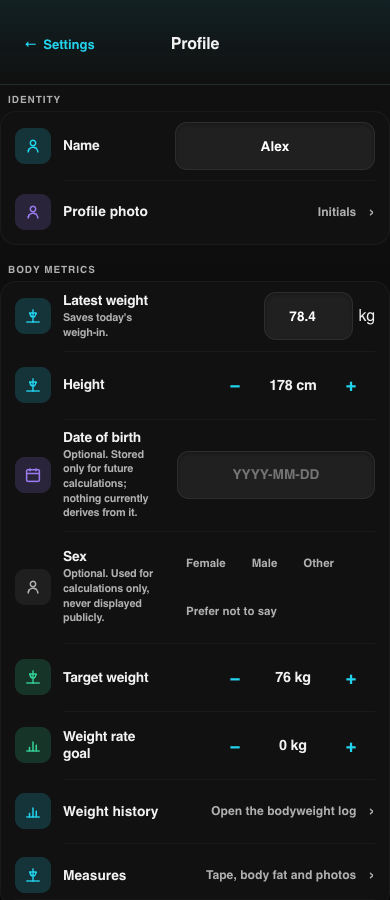 ← Settings
Profile
IDENTITY
Name
Alex
Profile photo
Initials ›
BODY METRICS
Latest weight
Saves today's
weigh-in.
78.4
kg
Height
− 178 cm +
Date of birth
Optional. Stored
only for future
calculations;
nothing currently
derives from it.
YYYY-MM-DD
Sex
Optional. Used for
calculations only,
never displayed
publicly.
Female Male Other
Prefer not to say
Target weight
− 76 kg +
Weight rate
goal
− 0 kg +
Weight history
Open the bodyweight log ›
Measures
Tape, body fat and photos ›